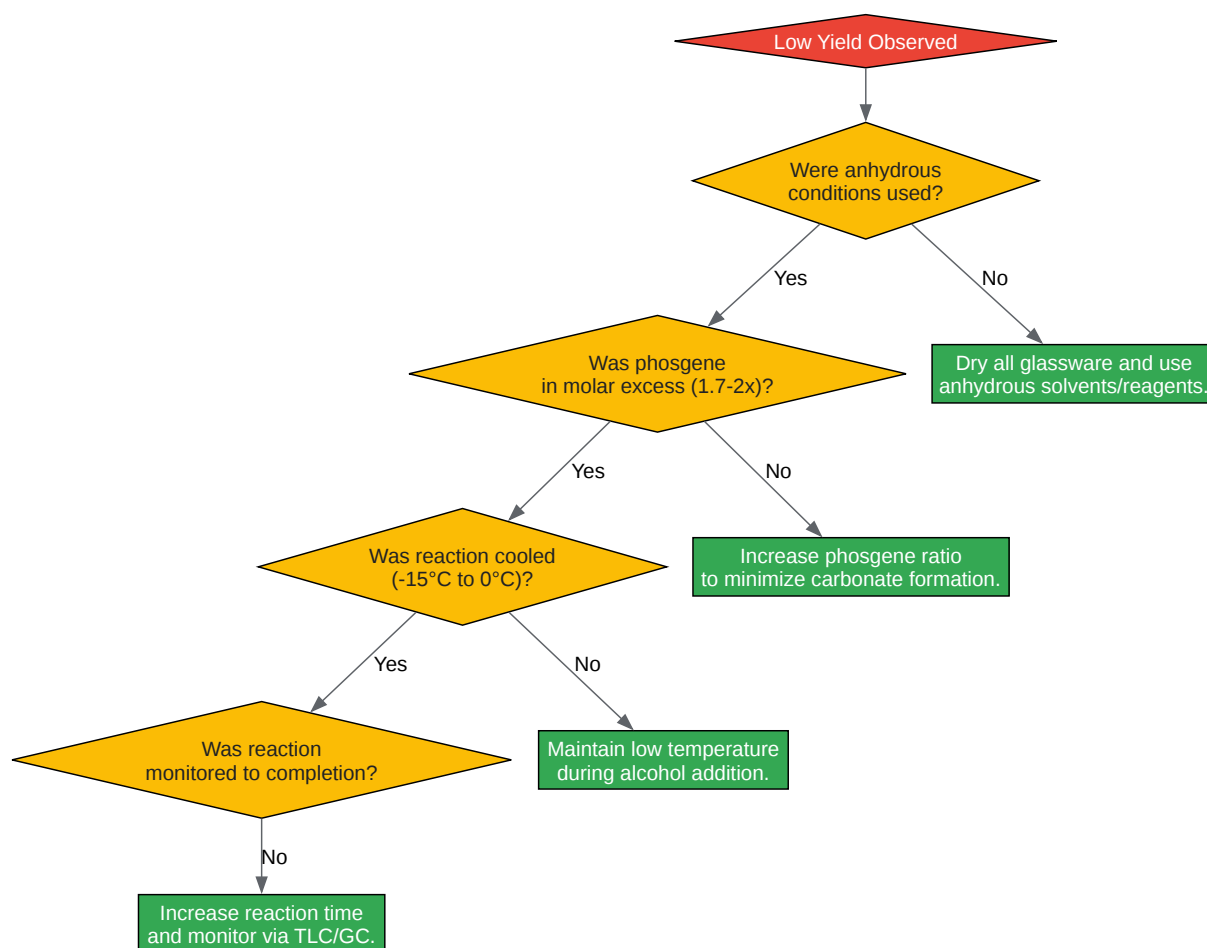 Low Yield Observed
Were anhydrous
conditions used?
Yes
No
Was phosgene
in molar excess (1.7-2x)?
Dry all glassware and use
anhydrous solvents/reagents.
Yes
No
Was reaction cooled
(-15°C to 0°C)?
Increase phosgene ratio
to minimize carbonate formation.
Yes
No
Was reaction
monitored to completion?
Maintain low temperature
during alcohol addition.
No
Increase reaction time
and monitor via TLC/GC.